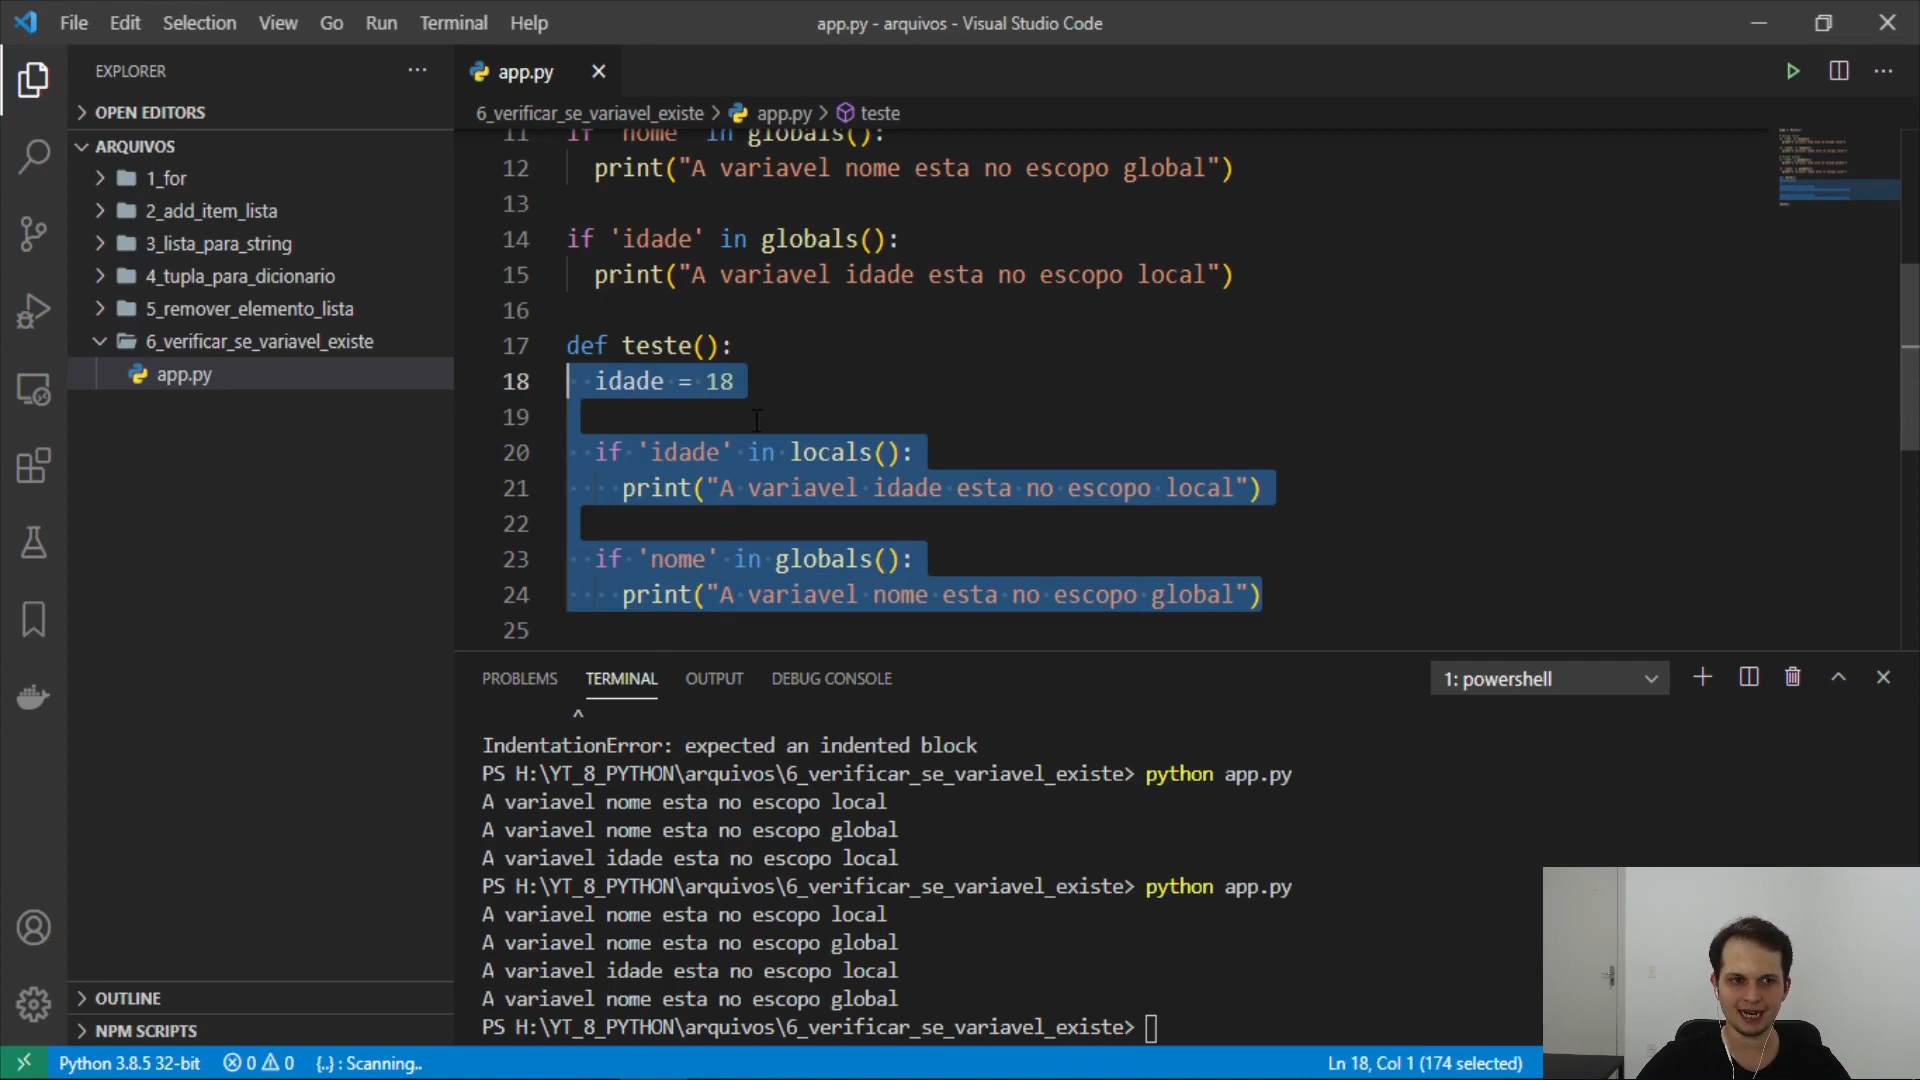 File Edit Selection View Go Run Terminal Help
app.py - arquivos - Visual Studio Code
EXPLORER
OPEN EDITORS
ARQUIVOS
1_for
2_add_item_lista
3_lista_para_string
4_tupla_para_dicionario
5_remover_elemento_lista
6_verificar_se_variavel_existe
app.py
OUTLINE
NPM SCRIPTS
app.py
6_verificar_se_variavel_existe > app.py > teste
11 if 'nome' in globals():
12 print("A variavel nome esta no escopo global")
13
14 if 'idade' in globals():
15 print("A variavel idade esta no escopo local")
16
17 def teste():
18 idade = 18
19
20 if 'idade' in locals():
21 print("A variavel idade esta no escopo local")
22
23 if 'nome' in globals():
24 print("A variavel nome esta no escopo global")
25
PROBLEMS TERMINAL OUTPUT DEBUG CONSOLE
1: powershell
^
IndentationError: expected an indented block
PS H:\YT_8_PYTHON\arquivos\6_verificar_se_variavel_existe> python app.py
A variavel nome esta no escopo local
A variavel nome esta no escopo global
A variavel idade esta no escopo local
PS H:\YT_8_PYTHON\arquivos\6_verificar_se_variavel_existe> python app.py
A variavel nome esta no escopo local
A variavel nome esta no escopo global
A variavel idade esta no escopo local
A variavel nome esta no escopo global
PS H:\YT_8_PYTHON\arquivos\6_verificar_se_variavel_existe>
Python 3.8.5 32-bit 0 0 {..} : Scanning..
Ln 18, Col 1 (174 selected)